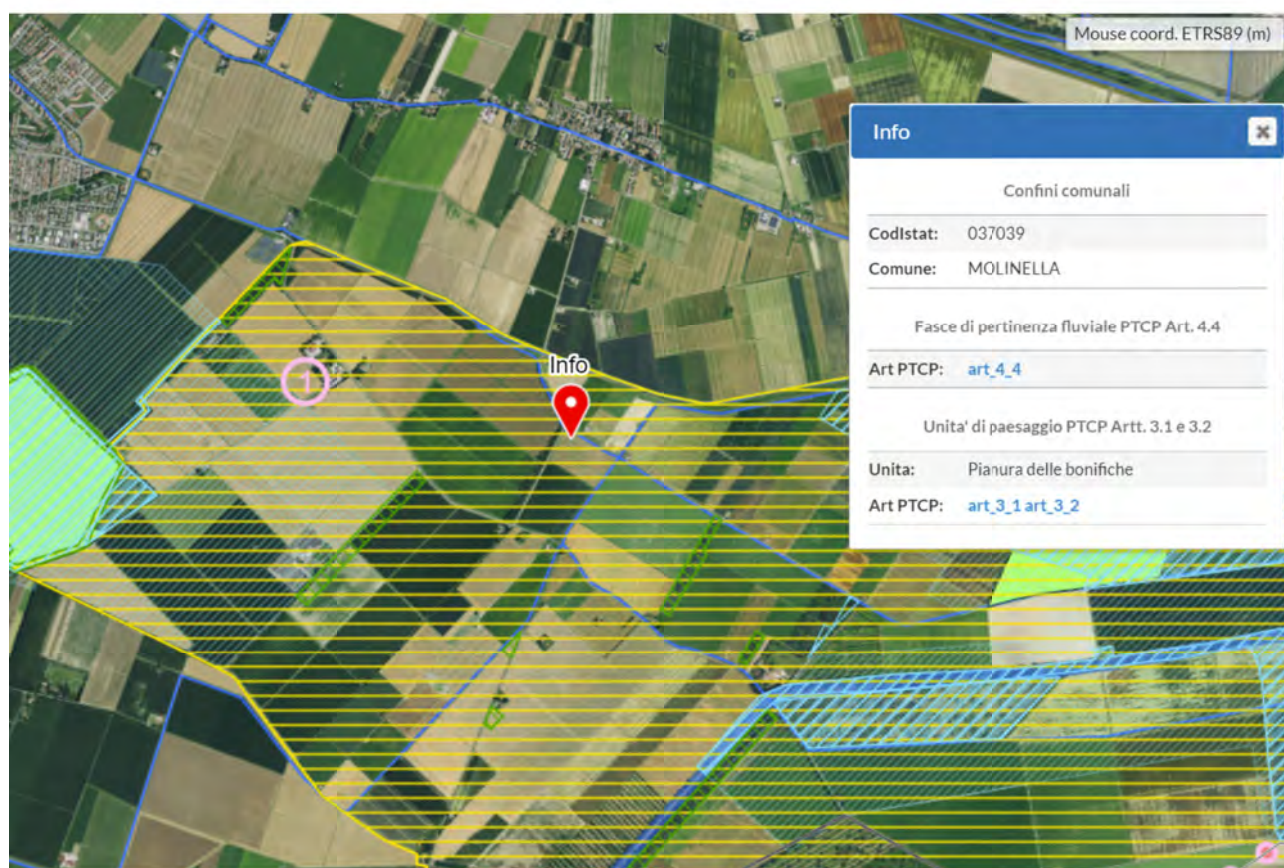 Mouse coord. ETRS89 (m)
Info
Confini comunali
CodIstat: 037039
Comune: MOLINELLA
Fasce di pertinenza fluviale PTCP Art. 4.4
Art PTCP: art_4_4
Unita' di paesaggio PTCP Artt. 3.1 e 3.2
Unita: Pianura delle bonifiche
Art PTCP: art_3_1 art_3_2
Info
1